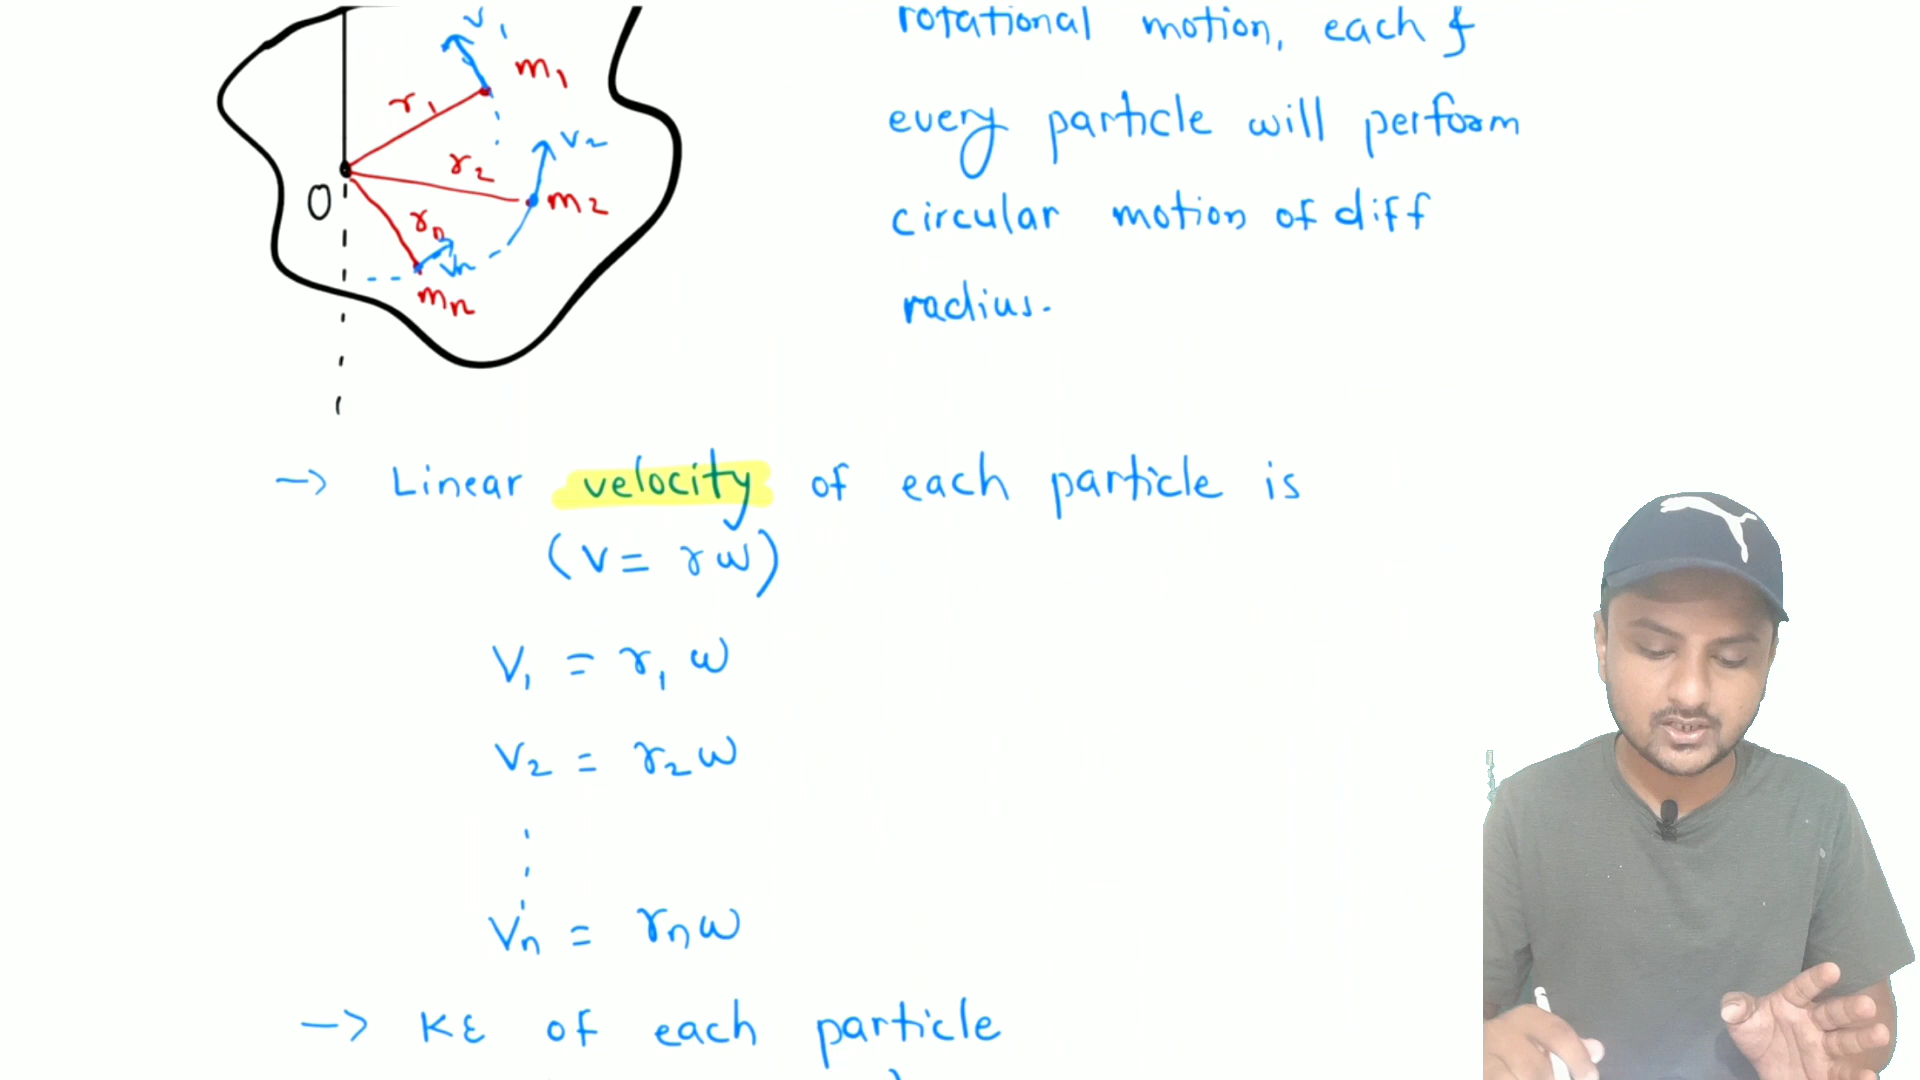 v1
m1
r1
v2
r2
m2
O
rn
vn
mn
rotational motion, each &
every particle will perform
circular motion of diff
radius.
→ Linear velocity of each particle is
(v = rω)
V1 = r1 ω
V2 = r2 ω
Vn = rn ω
→ KE of each particle